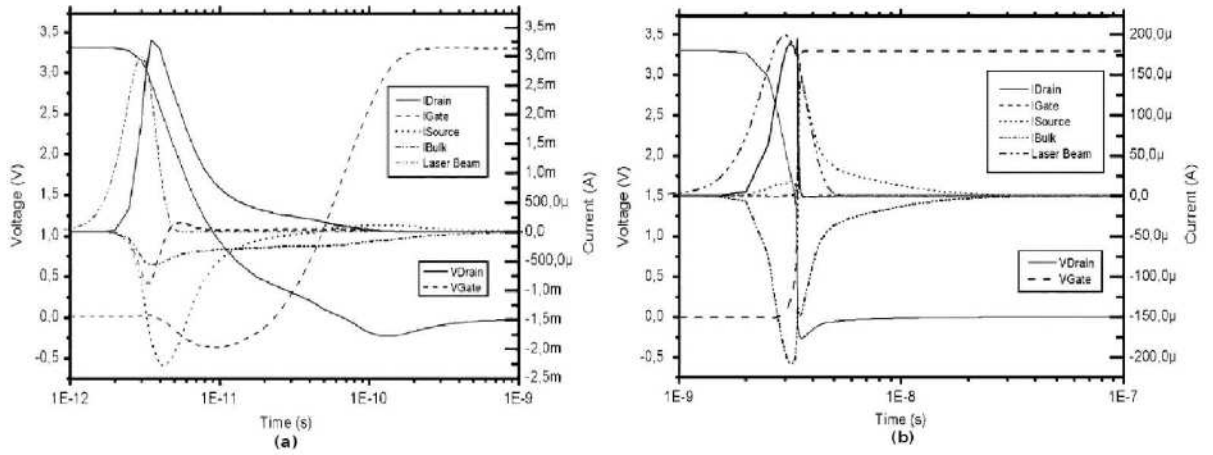 3,5
3,0
2,5
2,0
1,5
1,0
0,5
0,0
-0,5
Voltage (V)
3,5m
3,0m
2,5m
2,0m
1,5m
1,0m
500,0µ
0,0
-500,0µ
-1,0m
-1,5m
-2,0m
-2,5m
Current (A)
IDrain
IGate
ISource
IBulk
Laser Beam
VDrain
VGate
1E-12
1E-11
1E-10
1E-9
Time (s)
(a)
3,5
3,0
2,5
2,0
1,5
1,0
0,5
0,0
-0,5
Voltage (V)
200,0µ
150,0µ
100,0µ
50,0µ
0,0
-50,0µ
-100,0µ
-150,0µ
-200,0µ
Current (A)
IDrain
IGate
ISource
IBulk
Laser Beam
VDrain
VGate
1E-9
1E-8
1E-7
Time (s)
(b)